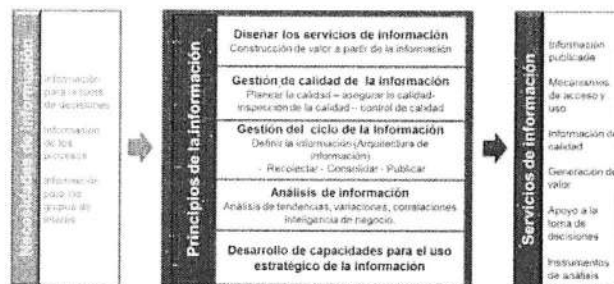 Necesidades de información
Información
para la toma
de decisiones
Información
de los
procesos
Información
para los
grupos de
interés
Principios de la información
Diseñar los servicios de información
Construcción de valor a partir de la información
Gestión de calidad de la información
Planear la calidad – asegurar la calidad-
inspección de la calidad – control de calidad
Gestión del ciclo de la Información
Definir la información (Arquitectura de
información)
- Recolectar - Consolidar - Publicar
Análisis de información
Análisis de tendencias, variaciones, correlaciones
inteligencia de negocio.
Desarrollo de capacidades para el uso
estratégico de la información
Servicios de información
Información
publicada
Mecanismos
de acceso y
uso
Información de
calidad
Generación de
valor
Apoyo a la
toma de
decisiones
Instrumentos
de análisis